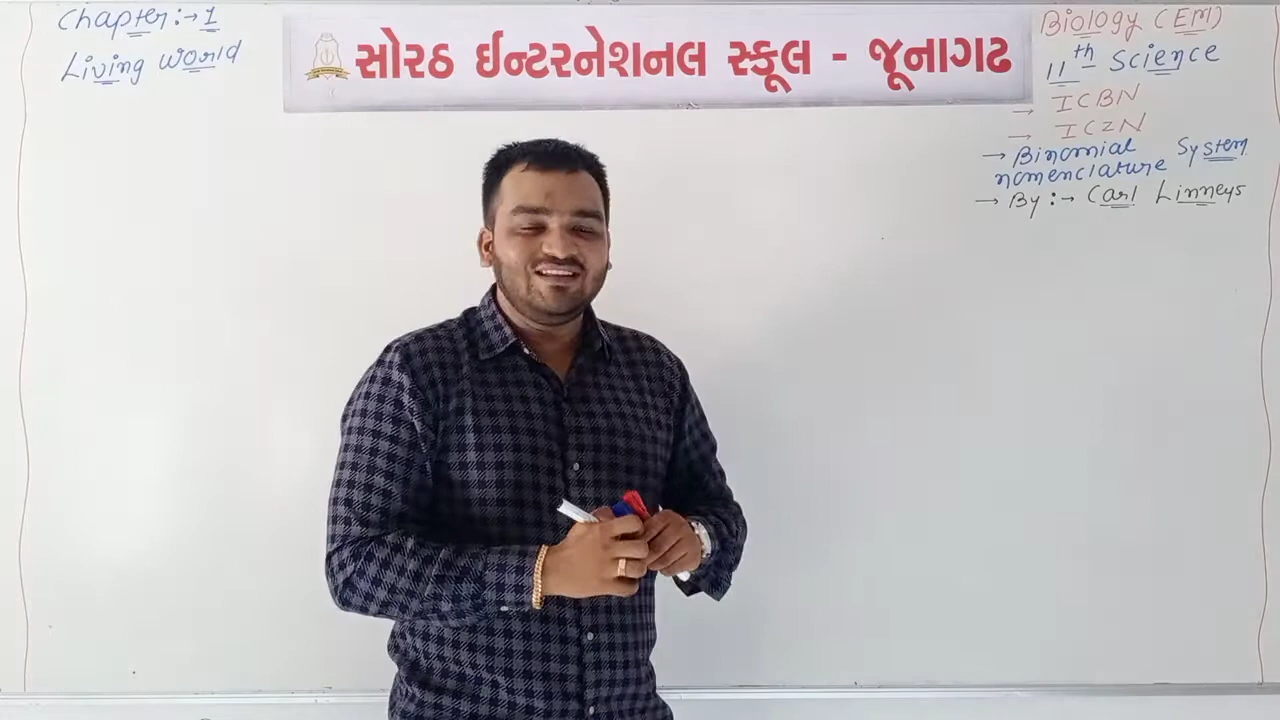 Chapter:→ 1
Living world
સોરઠ ઈન્ટરનેશનલ સ્કૂલ - જૂનાગઢ
Biology (EM)
11th Science
→ ICBN
→ ICZN
→ Binomial System
nomenclature
→ By:→ Carl Linneys